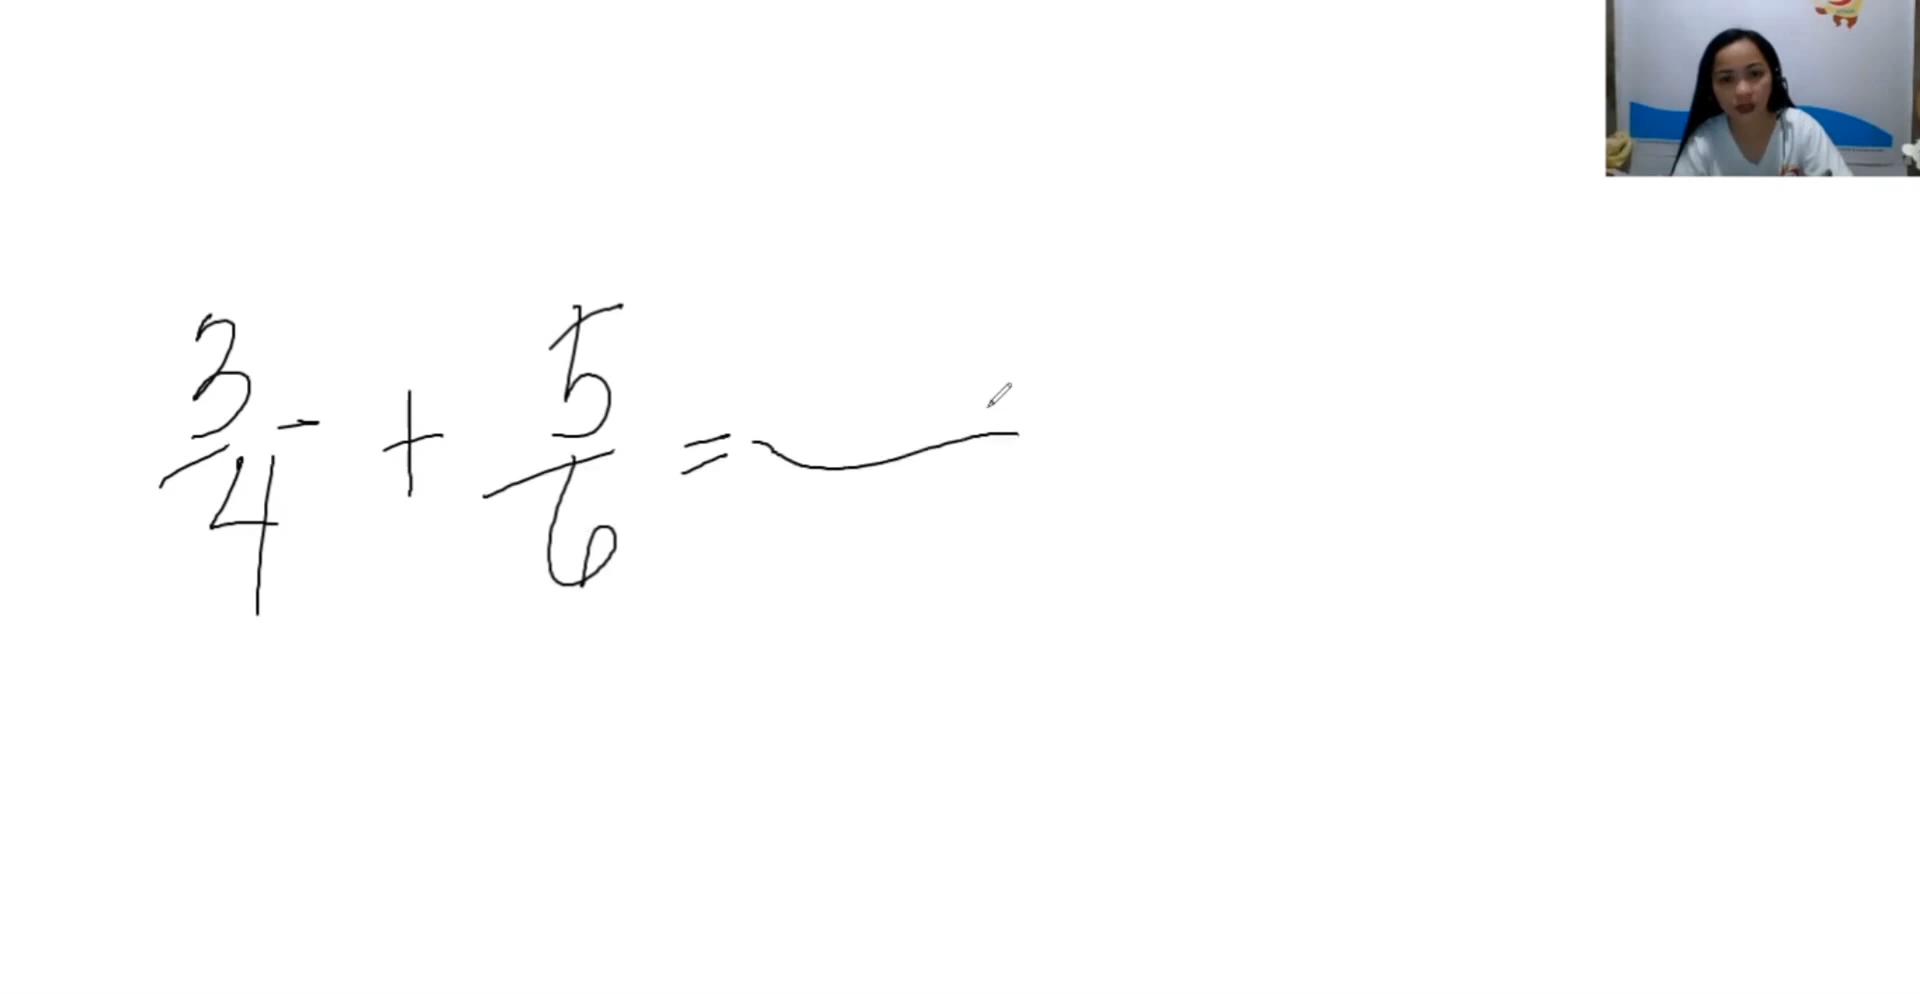 3/4 + 5/6 =